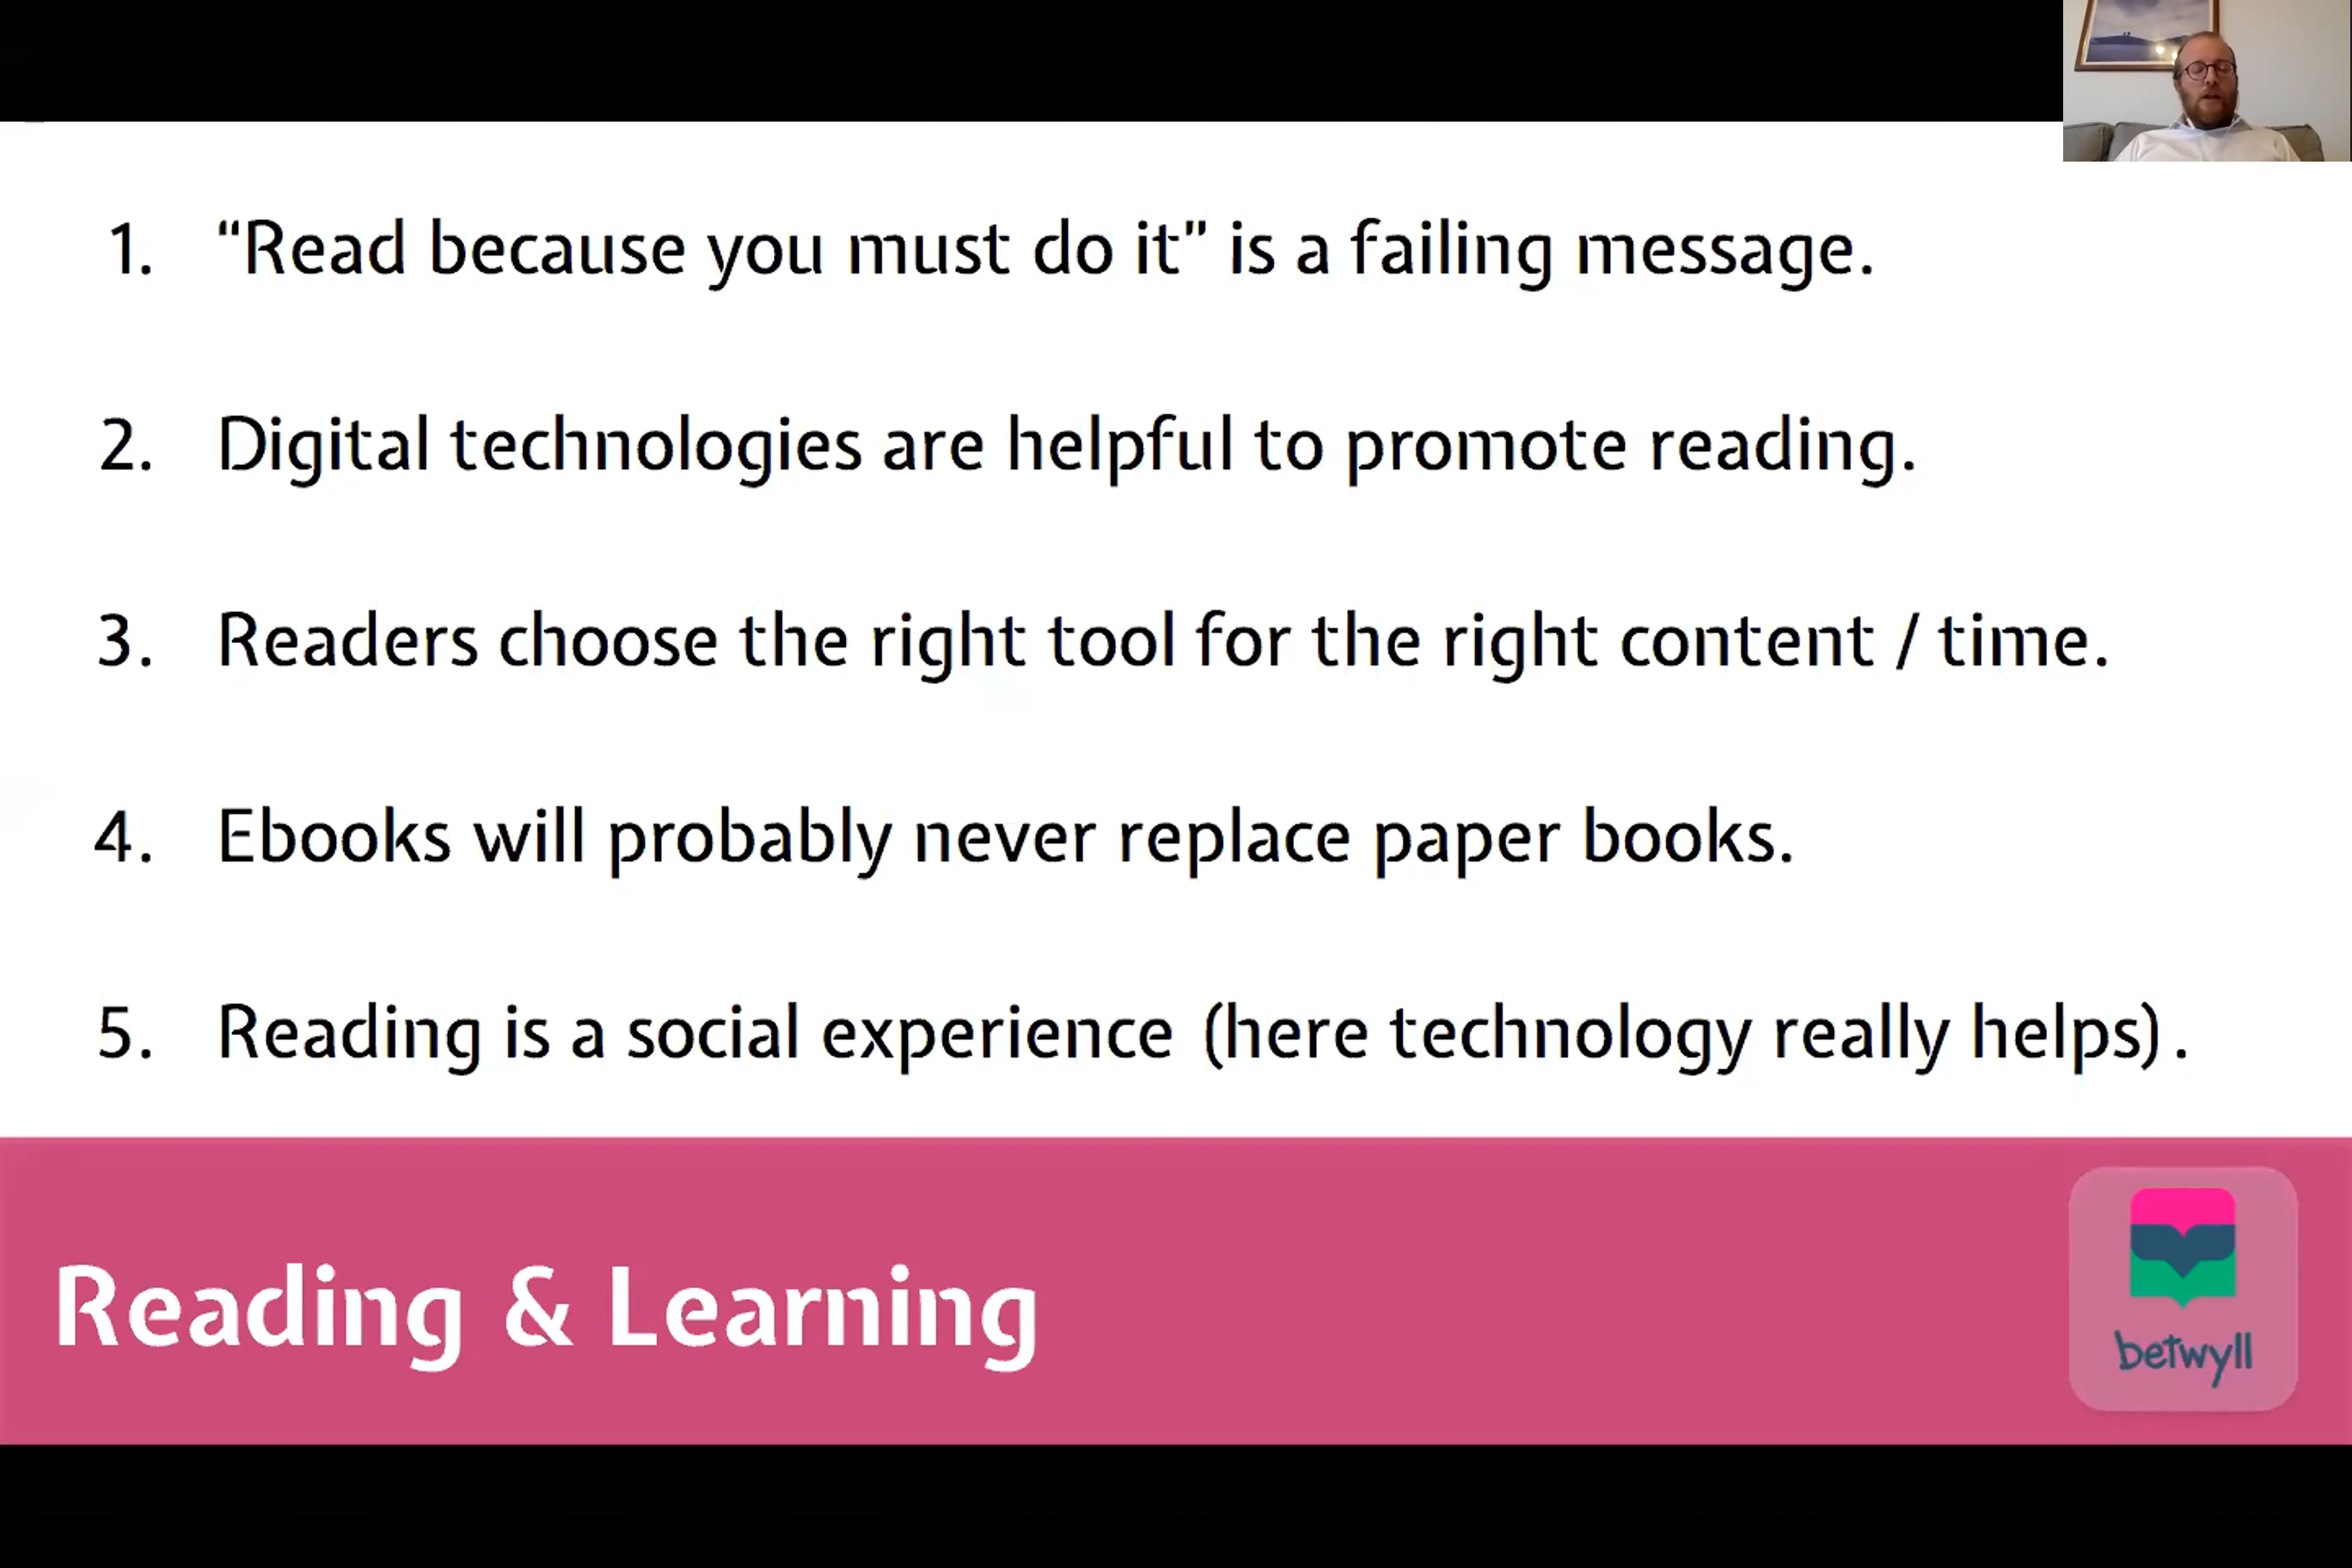 1. “Read because you must do it” is a failing message.
2. Digital technologies are helpful to promote reading.
3. Readers choose the right tool for the right content / time.
4. Ebooks will probably never replace paper books.
5. Reading is a social experience (here technology really helps).
Reading & Learning
betwyll